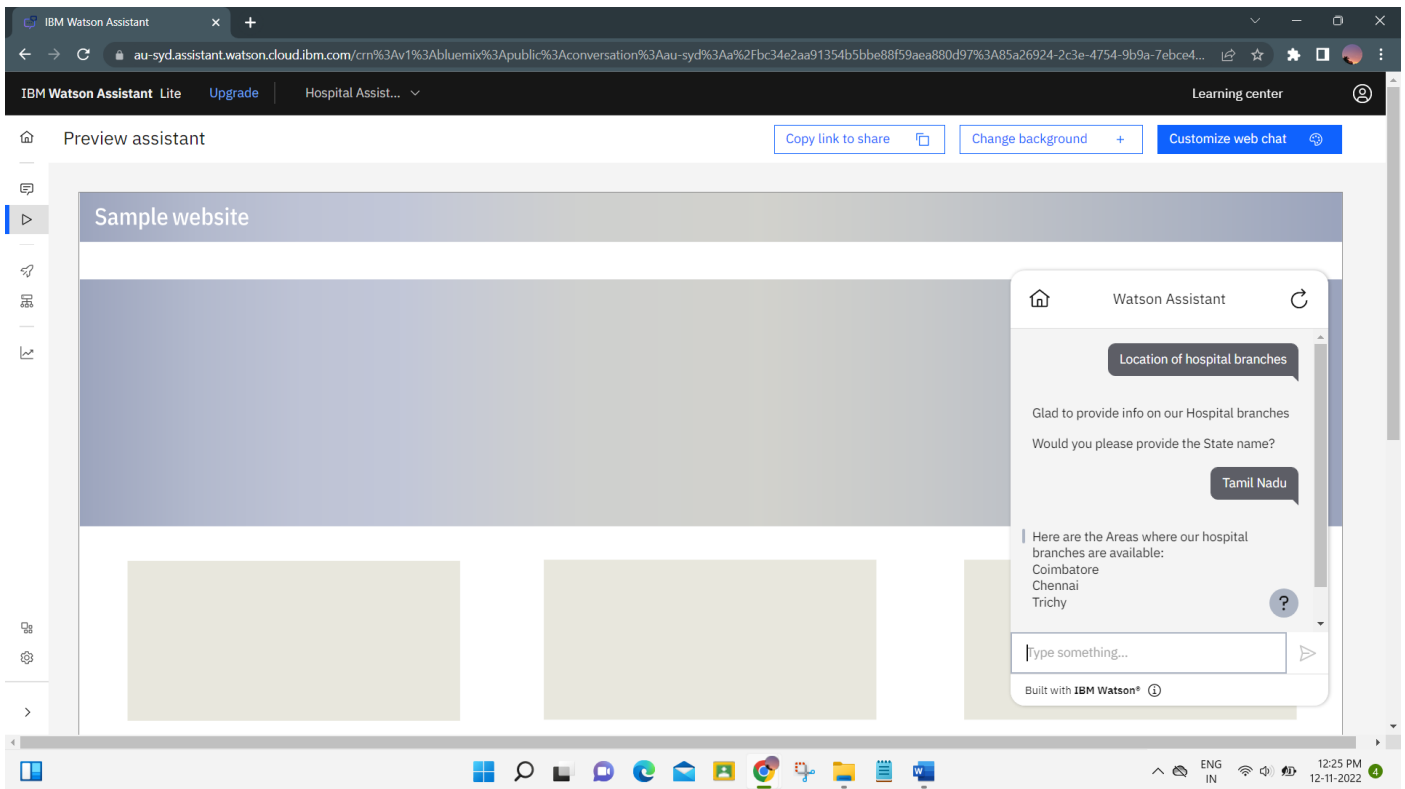 IBM Watson Assistant
au-syd.assistant.watson.cloud.ibm.com/crn%3Av1%3Abluemix%3Apublic%3Aconversation%3Aau-syd%3Aa%2Fbc34e2aa91354b5bbe88f59aea880d97%3A85a26924-2c3e-4754-9b9a-7ebce4...
IBM Watson Assistant Lite Upgrade Hospital Assist... Learning center
Preview assistant Copy link to share Change background + Customize web chat
Sample website
Watson Assistant
Location of hospital branches
Glad to provide info on our Hospital branches
Would you please provide the State name?
Tamil Nadu
Here are the Areas where our hospital
branches are available:
Coimbatore
Chennai
Trichy
?
Type something...
Built with IBM Watson®
ENG 12:25 PM
IN 12-11-2022 4